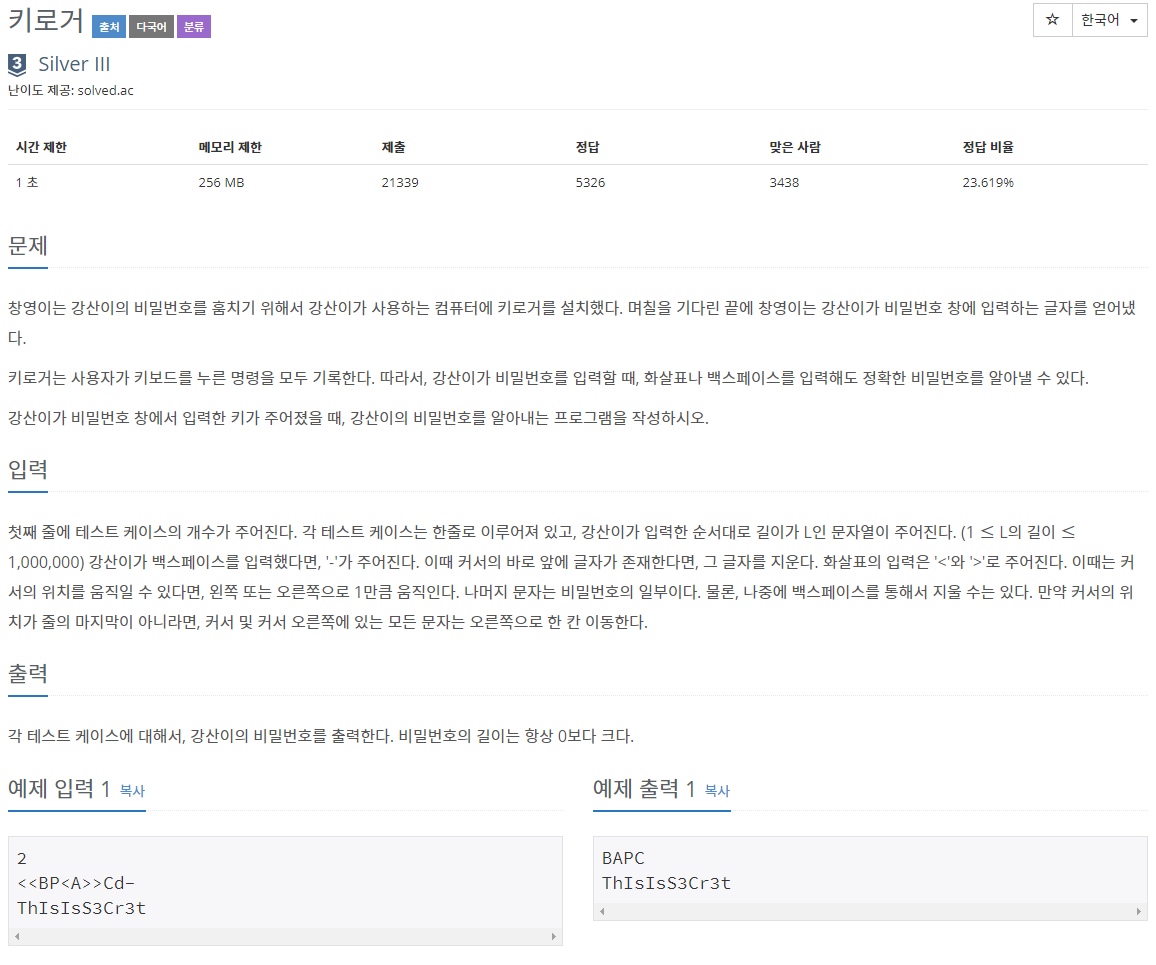 키로거 출처 다국어 분류
☆ 한국어
3 Silver III
난이도 제공: solved.ac
시간 제한 메모리 제한 제출 정답 맞은 사람 정답 비율
1 초 256 MB 21339 5326 3438 23.619%
문제
창영이는 강산이의 비밀번호를 훔치기 위해서 강산이가 사용하는 컴퓨터에 키로거를 설치했다. 며칠을 기다린 끝에 창영이는 강산이가 비밀번호 창에 입력하는 글자를 얻어냈
다.
키로거는 사용자가 키보드를 누른 명령을 모두 기록한다. 따라서, 강산이가 비밀번호를 입력할 때, 화살표나 백스페이스를 입력해도 정확한 비밀번호를 알아낼 수 있다.
강산이가 비밀번호 창에서 입력한 키가 주어졌을 때, 강산이의 비밀번호를 알아내는 프로그램을 작성하시오.
입력
첫째 줄에 테스트 케이스의 개수가 주어진다. 각 테스트 케이스는 한줄로 이루어져 있고, 강산이가 입력한 순서대로 길이가 L인 문자열이 주어진다. (1 ≤ L의 길이 ≤
1,000,000) 강산이가 백스페이스를 입력했다면, '-'가 주어진다. 이때 커서의 바로 앞에 글자가 존재한다면, 그 글자를 지운다. 화살표의 입력은 '<'와 '>'로 주어진다. 이때는 커
서의 위치를 움직일 수 있다면, 왼쪽 또는 오른쪽으로 1만큼 움직인다. 나머지 문자는 비밀번호의 일부이다. 물론, 나중에 백스페이스를 통해서 지울 수는 있다. 만약 커서의 위
치가 줄의 마지막이 아니라면, 커서 및 커서 오른쪽에 있는 모든 문자는 오른쪽으로 한 칸 이동한다.
출력
각 테스트 케이스에 대해서, 강산이의 비밀번호를 출력한다. 비밀번호의 길이는 항상 0보다 크다.
예제 입력 1 복사
2
<<BP<A>>Cd-
ThIsIsS3Cr3t
예제 출력 1 복사
BAPC
ThIsIsS3Cr3t